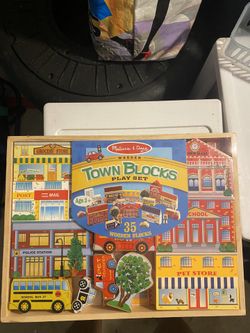 Melissa & Doug
WOODEN
TOWN BLOCKS
PLAY SET
Age 3+
GROCERY STORE
POST
MAIL
35
WOODEN BLOCKS
SCHOOL
POLICE STATION
PET STORE
SCHOOL BUS